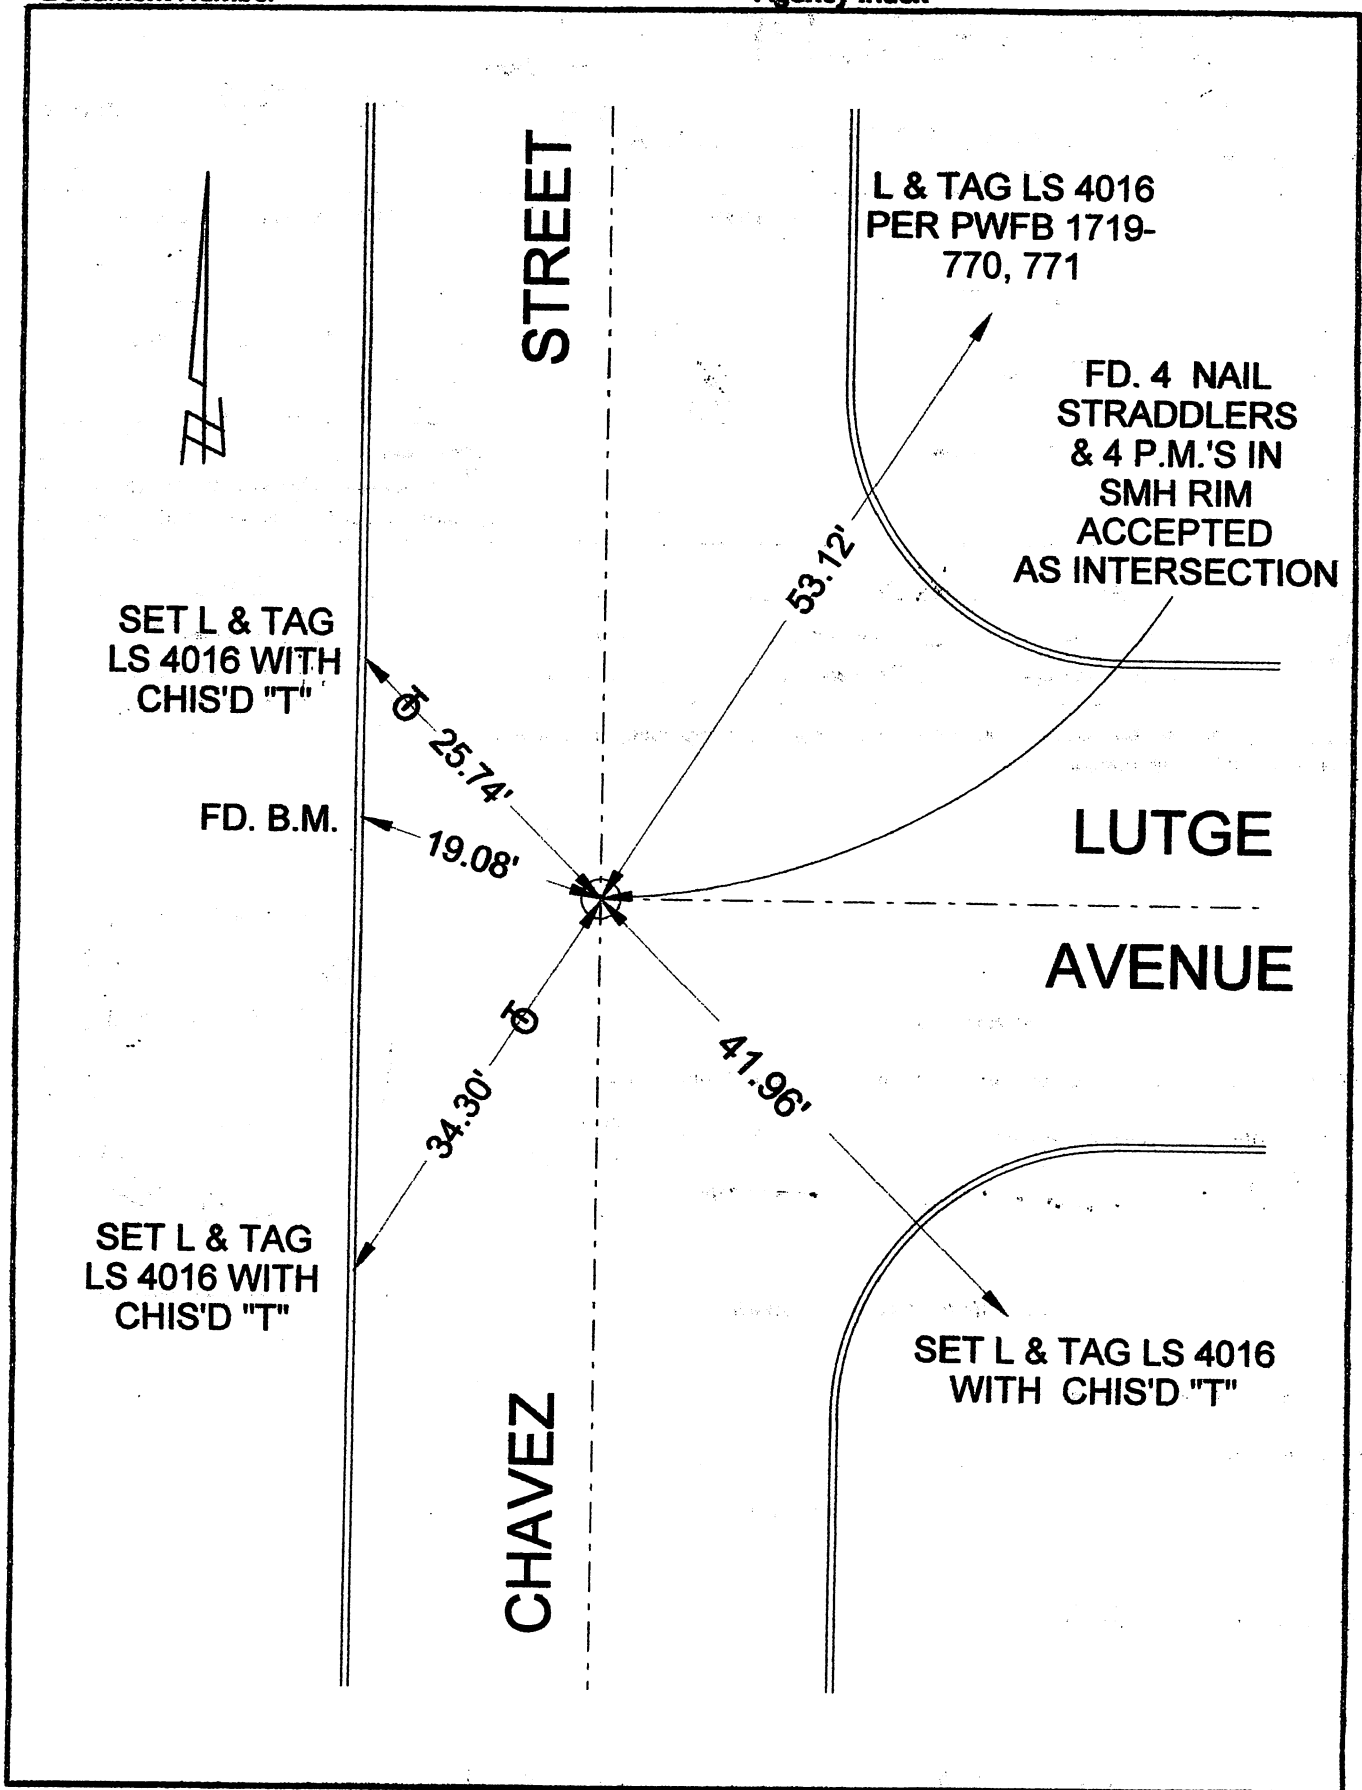 STREET
L & TAG LS 4016
PER PWFB 1719-
770, 771
FD. 4 NAIL
STRADDLERS
& 4 P.M.'S IN
SMH RIM
ACCEPTED
AS INTERSECTION
53.12'
SET L & TAG
LS 4016 WITH
CHIS'D "T"
25.74'
FD. B.M.
19.08'
LUTGE
AVENUE
41.96'
34.30'
SET L & TAG
LS 4016 WITH
CHIS'D "T"
SET L & TAG LS 4016
WITH CHIS'D "T"
CHAVEZ